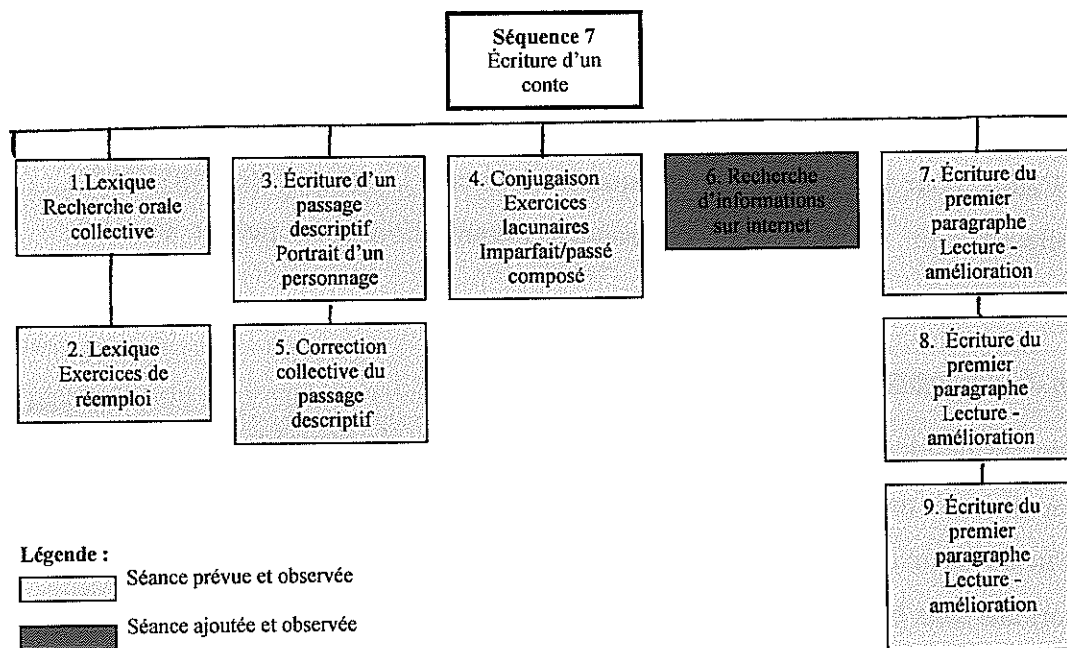 Séquence 7
Écriture d'un
conte
1.Lexique
Recherche orale
collective
2. Lexique
Exercices de
réemploi
3. Écriture d'un
passage
descriptif
Portrait d'un
personnage
5. Correction
collective du
passage
descriptif
4. Conjugaison
Exercices
lacunaires
Imparfait/passé
composé
6. Recherche
d'informations
sur internet
7. Écriture du
premier
paragraphe
Lecture -
amélioration
8. Écriture du
premier
paragraphe
Lecture -
amélioration
9. Écriture du
premier
paragraphe
Lecture -
amélioration
Légende :
Séance prévue et observée
Séance ajoutée et observée